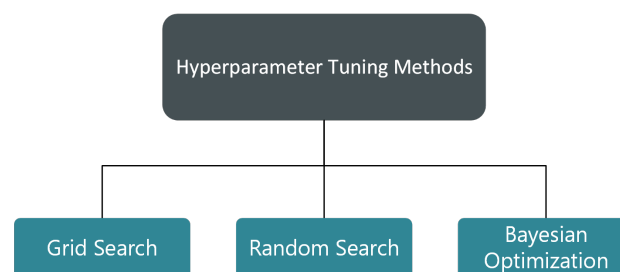 Hyperparameter Tuning Methods
Grid Search
Random Search
Bayesian
Optimization